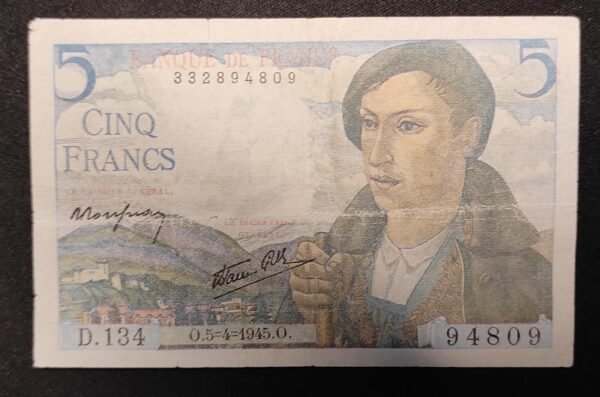 5 BANQUE DE FRANCE 5
332894809
CINQ
FRANCS
LE CAISSIER GÉNÉRAL,
LE SECRÉTAIRE
GÉNÉRAL,
D.134 O.5=4=1945.O. 94809